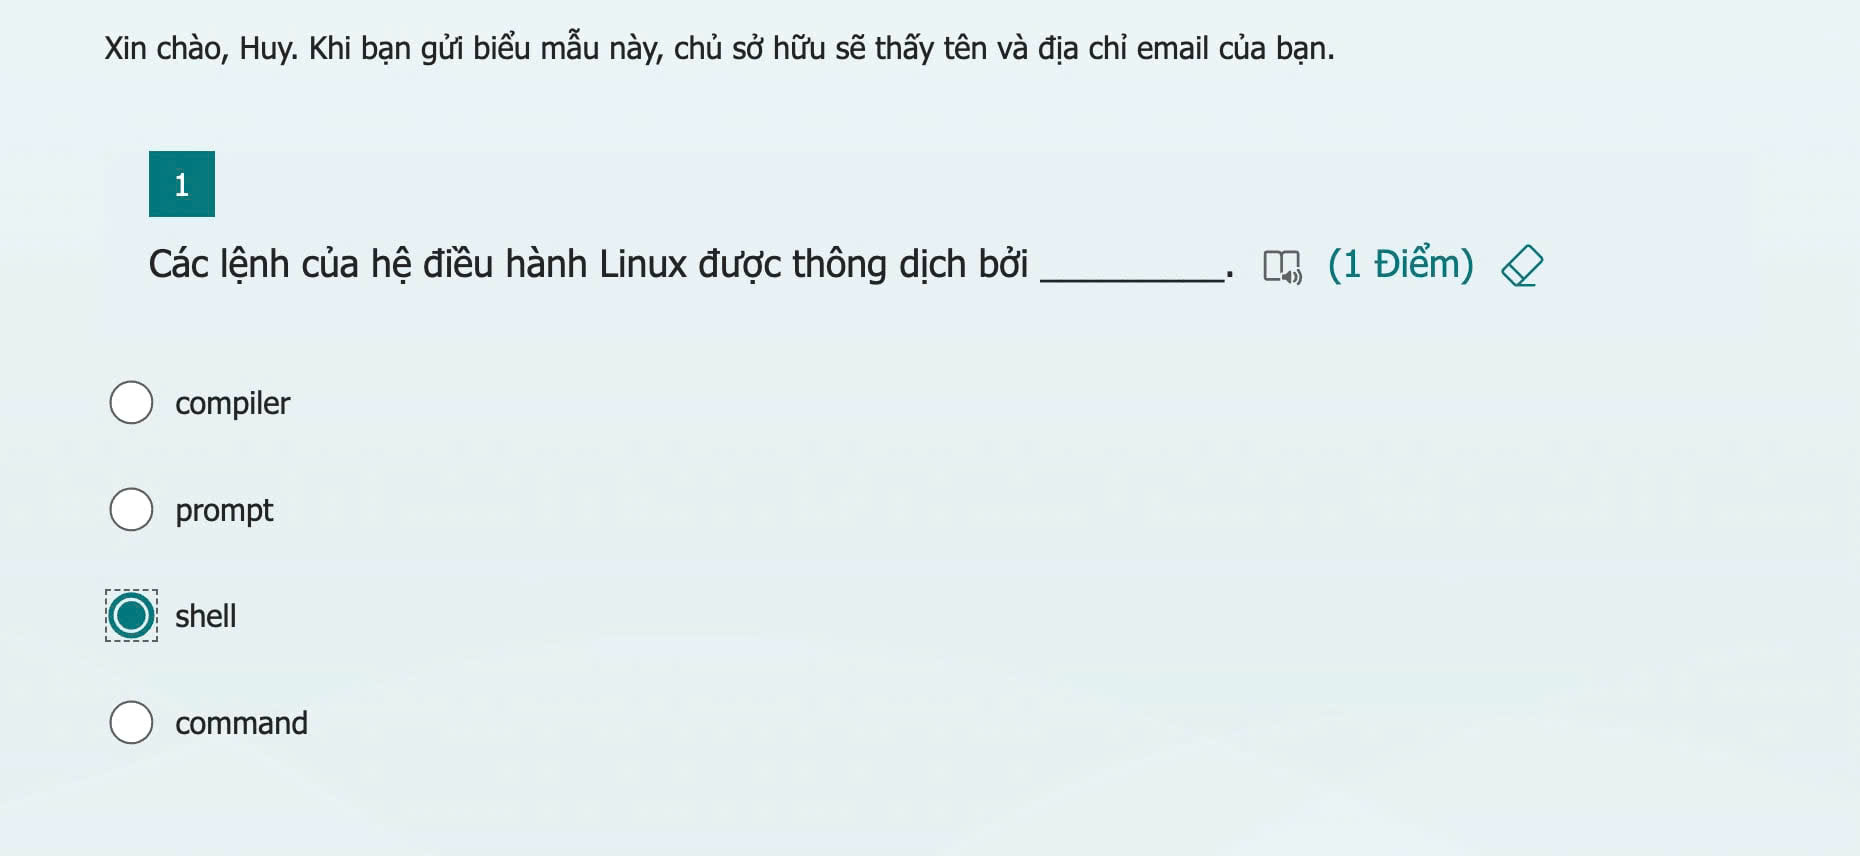 Xin chào, Huy. Khi bạn gửi biểu mẫu này, chủ sở hữu sẽ thấy tên và địa chỉ email của bạn.
1
Các lệnh của hệ điều hành Linux được thông dịch bởi __________. (1 Điểm)
compiler
prompt
shell
command